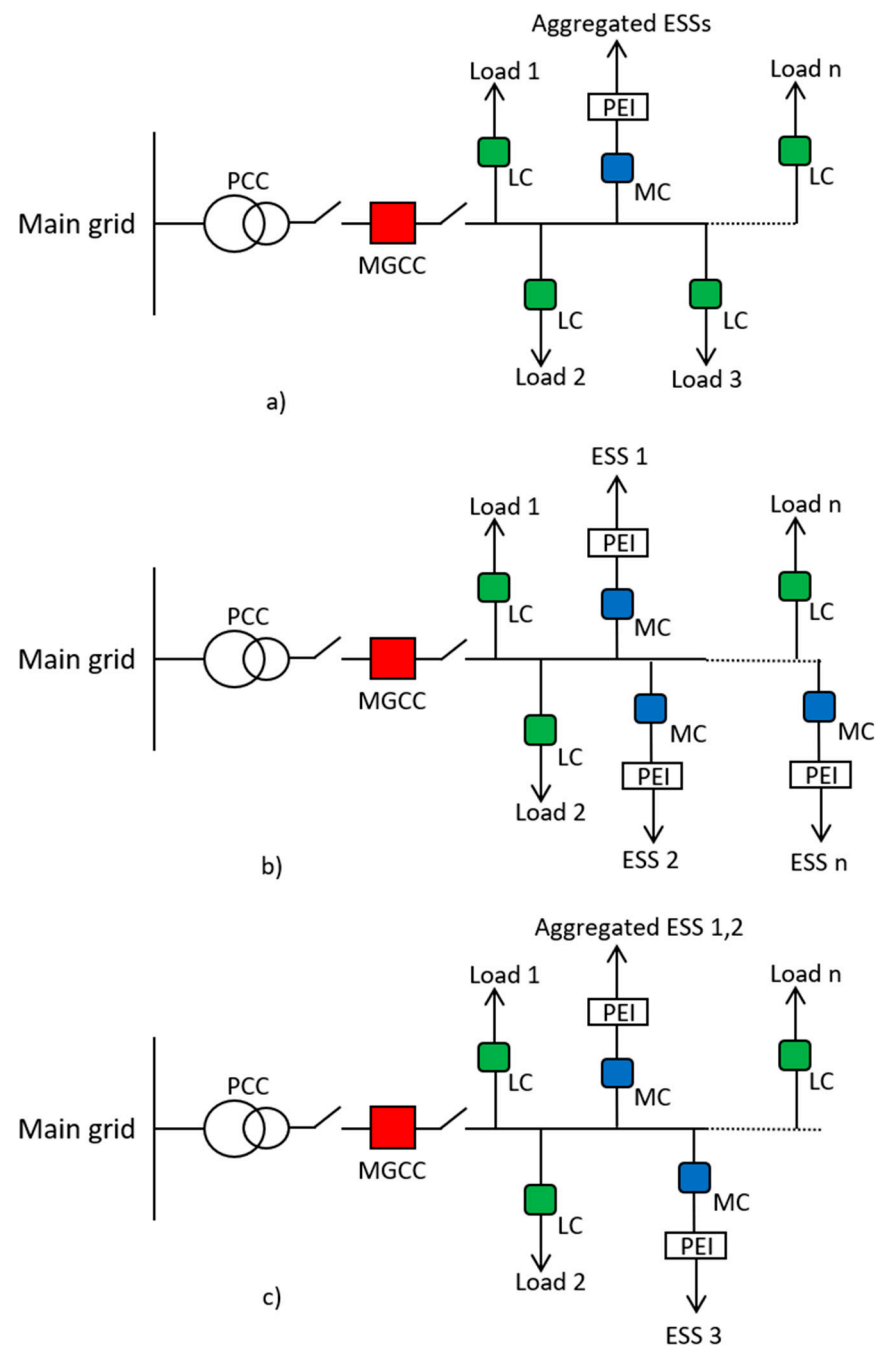 Aggregated ESSs
Load 1
Load n
PEI
PCC
LC
MC
LC
Main grid
MGCC
LC
LC
Load 2
Load 3
a)
ESS 1
Load 1
Load n
PEI
PCC
LC
MC
LC
Main grid
MGCC
LC
MC
MC
PEI
PEI
Load 2
ESS 2
ESS n
b)
Aggregated ESS 1,2
Load 1
Load n
PEI
PCC
LC
MC
LC
Main grid
MGCC
LC
MC
PEI
Load 2
c)
ESS 3